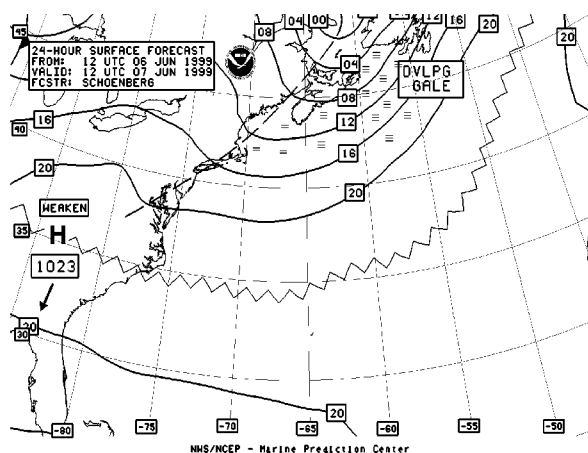 04 00 12 16 20
08
45
24-HOUR SURFACE FORECAST
FROM: 12 UTC 06 JUN 1999
VALID: 12 UTC 07 JUN 1999
FCSTR: SCHOENBERG
20
04
DVLPG
GALE
08
16
12
40
16
20
20
WEAKEN
35
H
1023
20
30
20
-80 -75 -70 -65 -60 -55 -50
NWS/NCEP - Marine Prediction Center